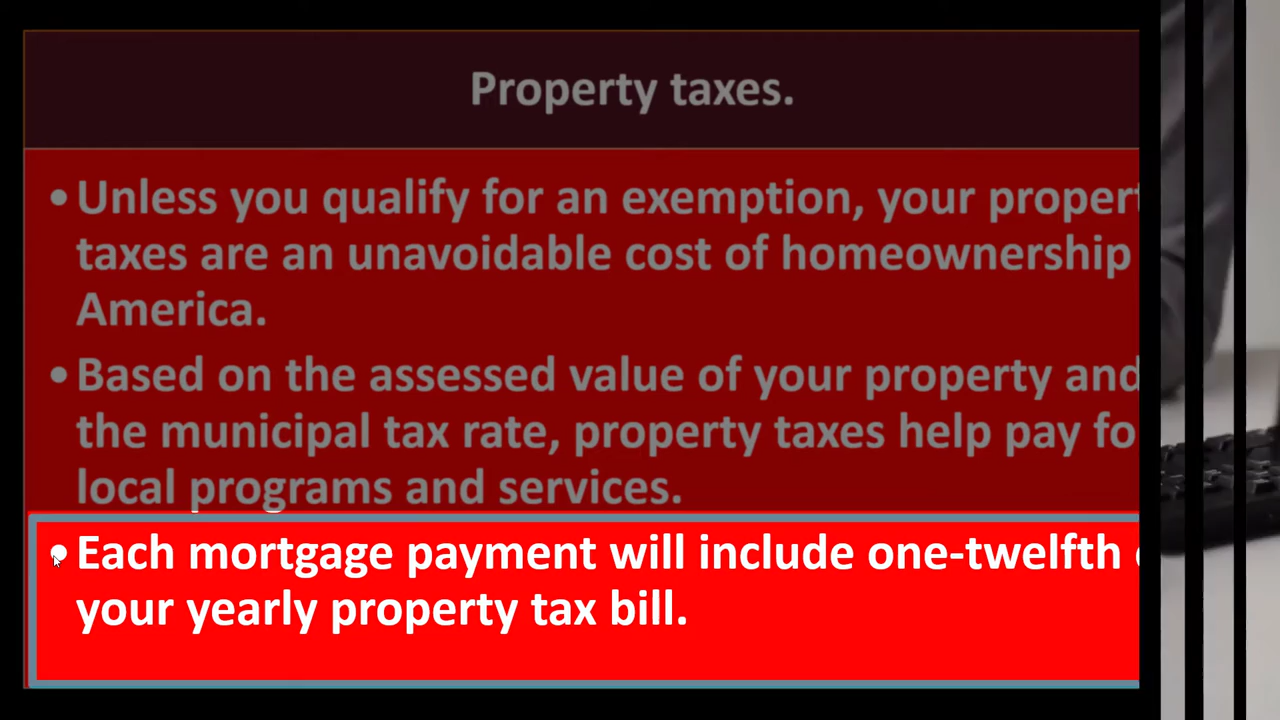 Property taxes.
• Unless you qualify for an exemption, your propert
taxes are an unavoidable cost of homeownership
America.
• Based on the assessed value of your property and
the municipal tax rate, property taxes help pay fo
local programs and services.
• Each mortgage payment will include one-twelfth
your yearly property tax bill.